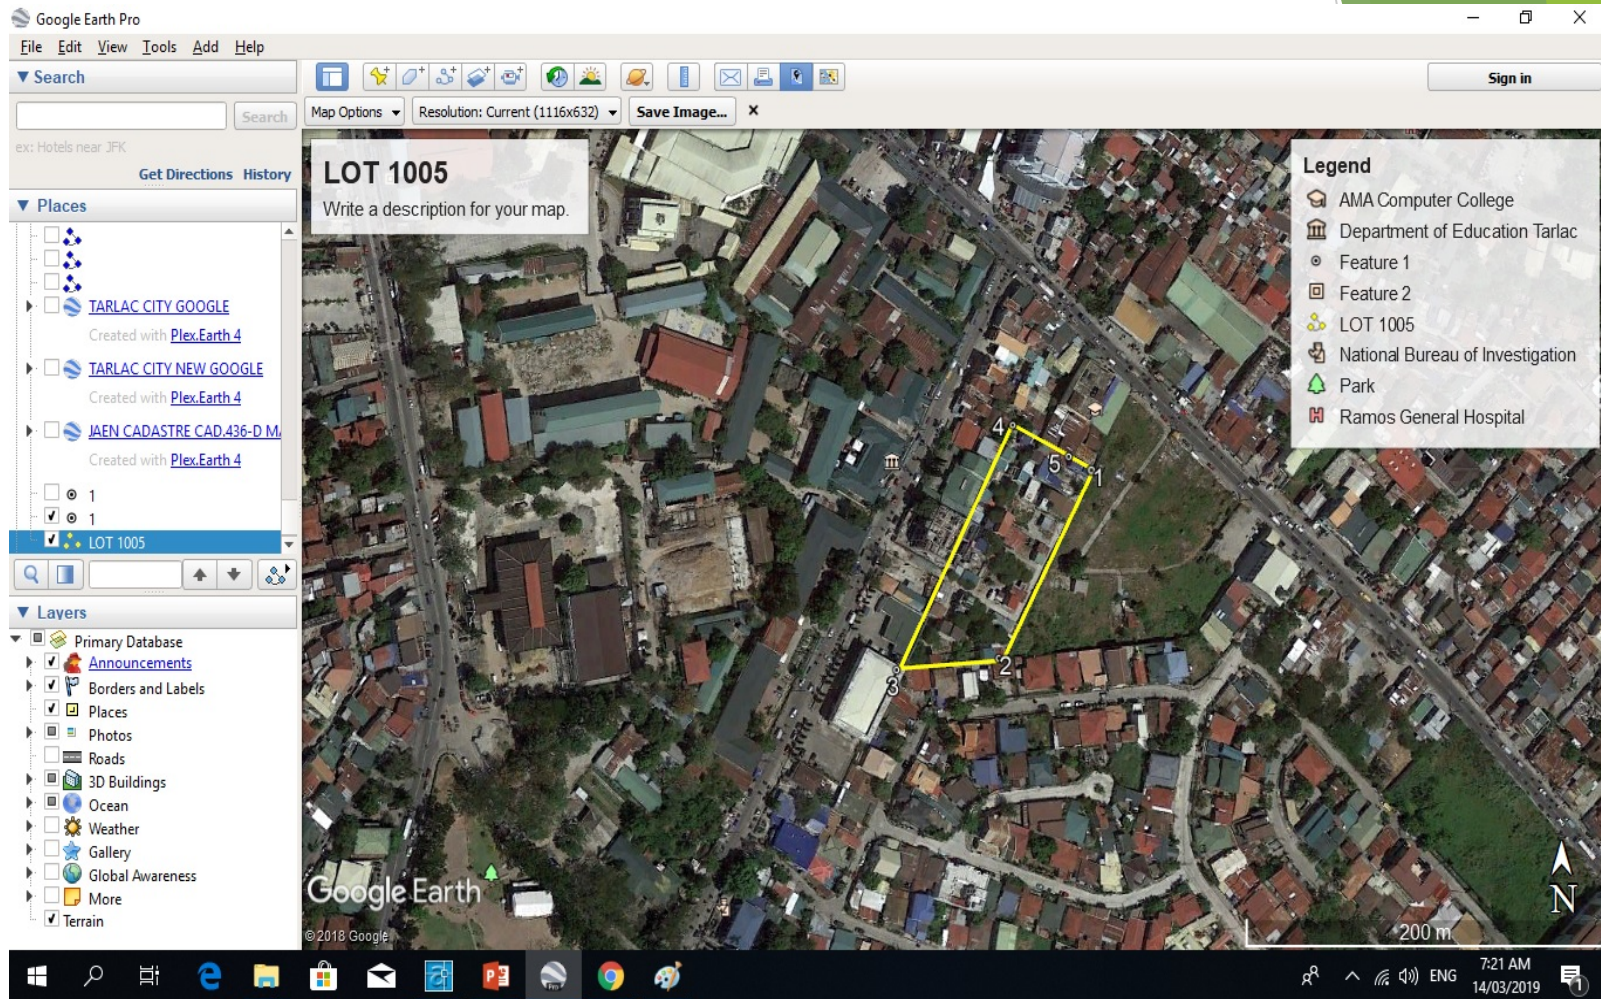 Google Earth Pro
File Edit View Tools Add Help
Search
Sign in
Search
Map Options Resolution: Current (1116x632) Save Image...
ex: Hotels near JFK
Get Directions History
Places
TARLAC CITY GOOGLE
Created with Plex.Earth 4
TARLAC CITY NEW GOOGLE
Created with Plex.Earth 4
JAEN CADASTRE CAD.436-D
Created with Plex.Earth 4
1
1
LOT 1005
Layers
Primary Database
Announcements
Borders and Labels
Places
Photos
Roads
3D Buildings
Ocean
Weather
Gallery
Global Awareness
More
Terrain
LOT 1005
Write a description for your map.
Legend
AMA Computer College
Department of Education Tarlac
Feature 1
Feature 2
LOT 1005
National Bureau of Investigation
Park
Ramos General Hospital
4
5
1
2
3
Google Earth
© 2018 Google
N
200 m
Pro
ENG
7:21 AM
14/03/2019
1